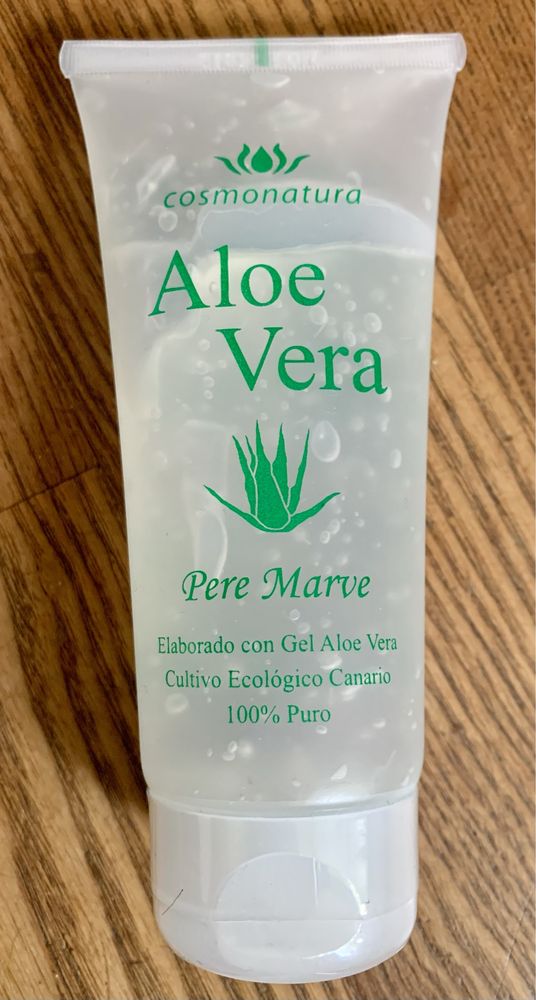 cosmonatura
Aloe
Vera
Pere Marve
Elaborado con Gel Aloe Vera
Cultivo Ecológico Canario
100% Puro